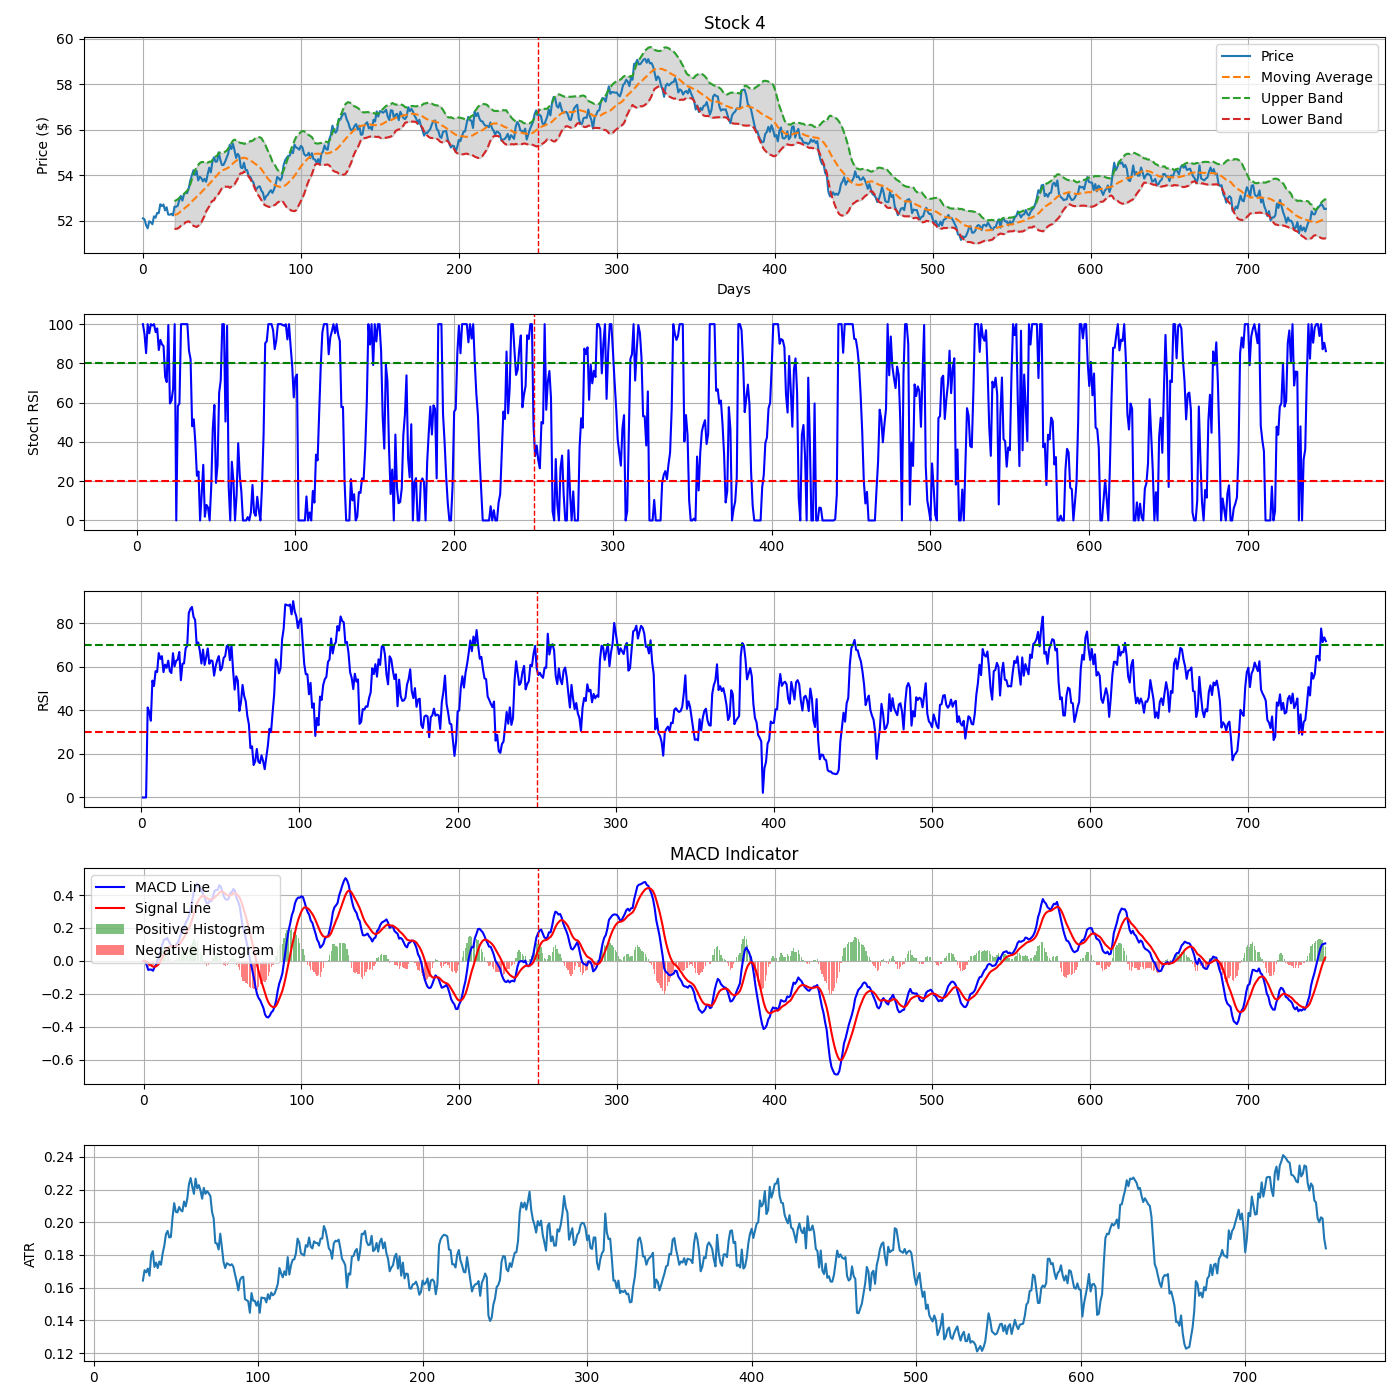 Stock 4
60
58
56
54
52
Price ($)
Price
Moving Average
Upper Band
Lower Band
0 100 200 300 400 500 600 700
Days
100
80
60
40
20
0
Stoch RSI
0 100 200 300 400 500 600 700
80
60
40
20
0
RSI
0 100 200 300 400 500 600 700
MACD Indicator
0.4
0.2
0.0
−0.2
−0.4
−0.6
MACD Line
Signal Line
Positive Histogram
Negative Histogram
0 100 200 300 400 500 600 700
0.24
0.22
0.20
0.18
0.16
0.14
0.12
ATR
0 100 200 300 400 500 600 700